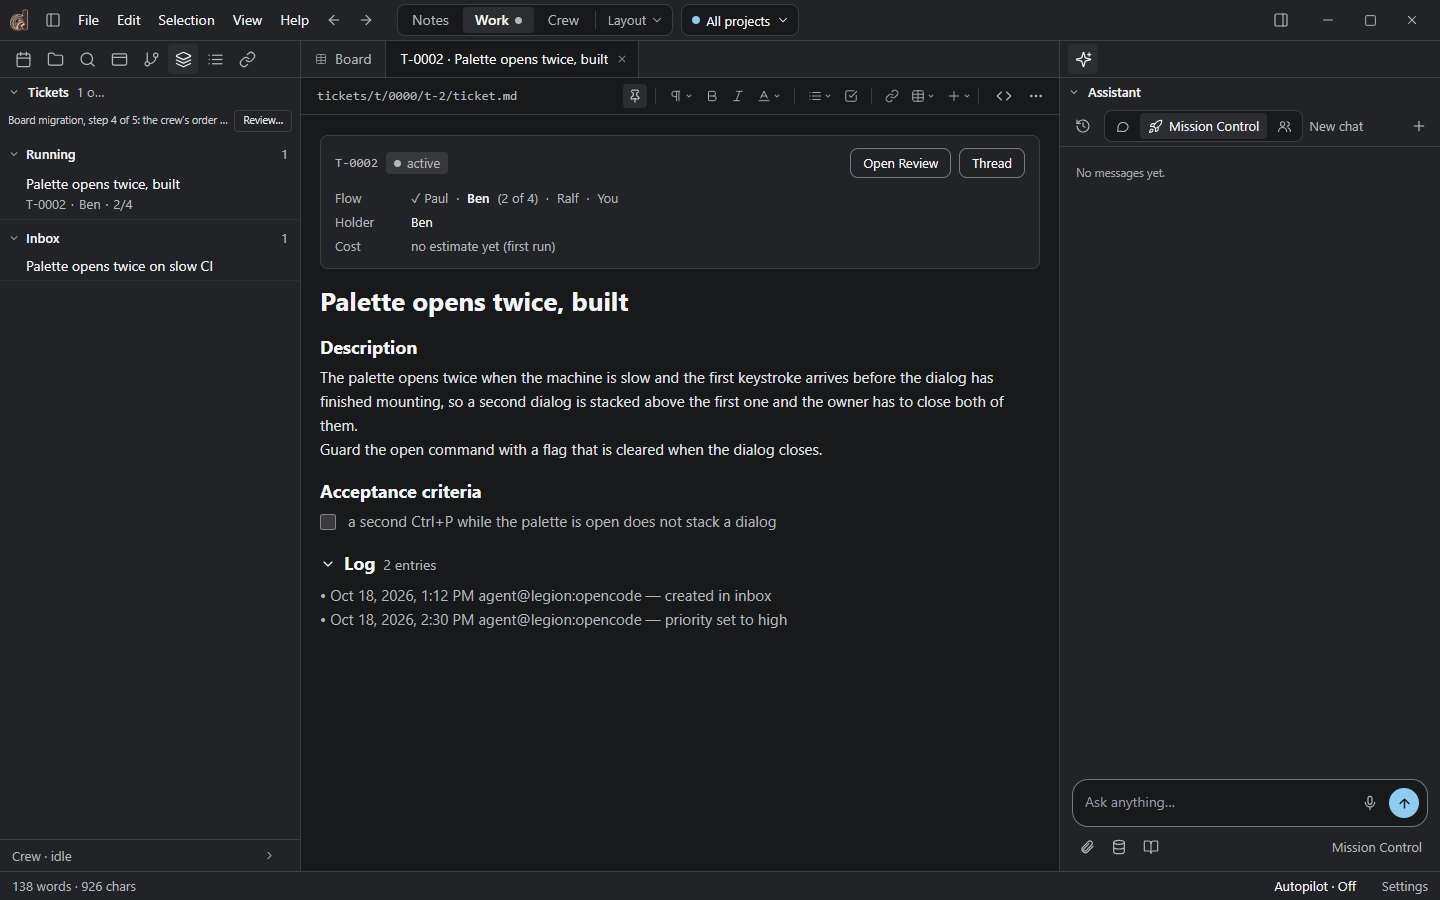 File Edit Selection View Help
Notes Work Crew Layout All projects
Tickets 1 o...
Board migration, step 4 of 5: the crew's order ... Review...
Running 1
Palette opens twice, built
T-0002 · Ben · 2/4
Inbox 1
Palette opens twice on slow CI
Crew · idle
Board T-0002 · Palette opens twice, built
tickets/t/0000/t-2/ticket.md
T-0002 active Open Review Thread
Flow ✓ Paul · Ben (2 of 4) · Ralf · You
Holder Ben
Cost no estimate yet (first run)
Palette opens twice, built
Description
The palette opens twice when the machine is slow and the first keystroke arrives before the dialog has
finished mounting, so a second dialog is stacked above the first one and the owner has to close both of
them.
Guard the open command with a flag that is cleared when the dialog closes.
Acceptance criteria
a second Ctrl+P while the palette is open does not stack a dialog
Log 2 entries
• Oct 18, 2026, 1:12 PM agent@legion:opencode — created in inbox
• Oct 18, 2026, 2:30 PM agent@legion:opencode — priority set to high
Assistant
Mission Control New chat
No messages yet.
Ask anything...
Mission Control
138 words · 926 chars
Autopilot · Off Settings